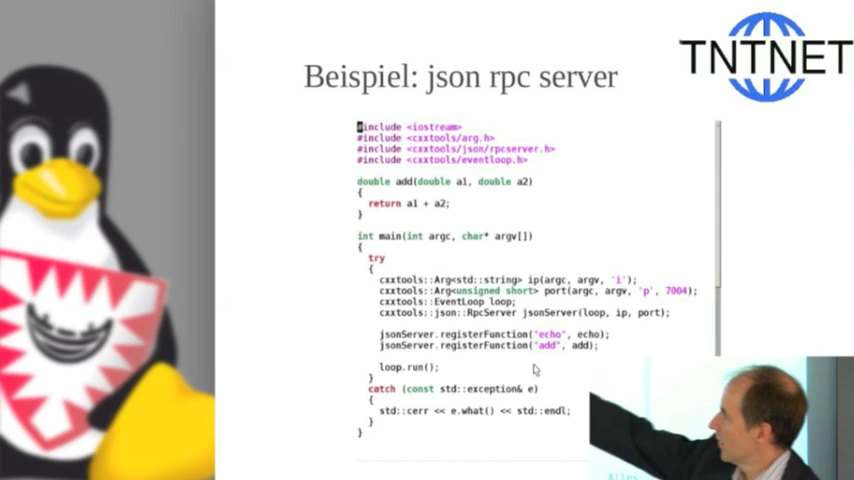 TNTNET
Beispiel: json rpc server
#include <iostream>
#include <cxxtools/arg.h>
#include <cxxtools/json/rpcserver.h>
#include <cxxtools/eventloop.h>
double add(double a1, double a2)
{
return a1 + a2;
}
int main(int argc, char* argv[])
{
try
{
cxxtools::Arg<std::string> ip(argc, argv, 'i');
cxxtools::Arg<unsigned short> port(argc, argv, 'p', 7004);
cxxtools::EventLoop loop;
cxxtools::json::RpcServer jsonServer(loop, ip, port);
jsonServer.registerFunction("echo", echo);
jsonServer.registerFunction("add", add);
loop.run();
}
catch (const std::exception& e)
{
std::cerr << e.what() << std::endl;
}
}
Alles